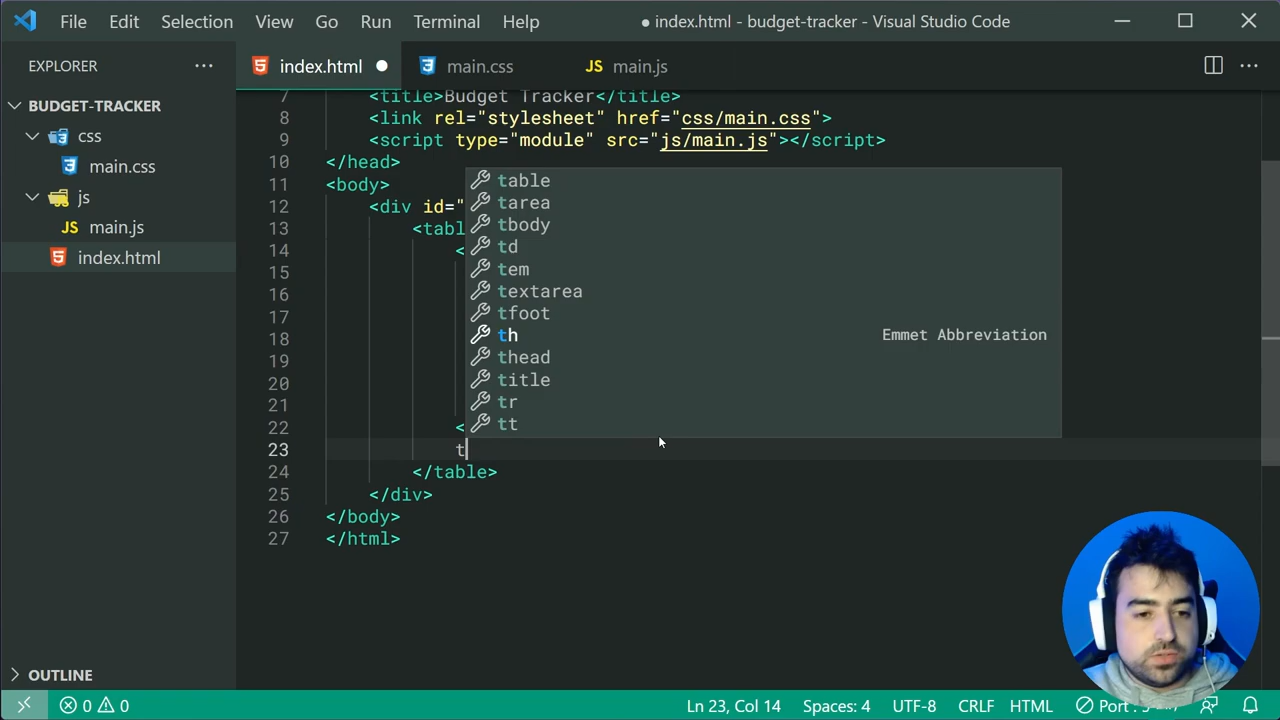 File Edit Selection View Go Run Terminal Help
● index.html - budget-tracker - Visual Studio Code
EXPLORER
index.html
main.css
JS main.js
BUDGET-TRACKER
css
main.css
js
JS main.js
index.html
7 <title>Budget Tracker</title>
8 <link rel="stylesheet" href="css/main.css">
9 <script type="module" src="js/main.js"></script>
10 </head>
11 <body>
12 <div id="
13 <tabl
14 <
15
16
17
18
19
20
21
22 <
23 t
24 </table>
25 </div>
26 </body>
27 </html>
table
tarea
tbody
td
tem
textarea
tfoot
th Emmet Abbreviation
thead
title
tr
tt
OUTLINE
0 0
Ln 23, Col 14
Spaces: 4
UTF-8
CRLF
HTML
Port :